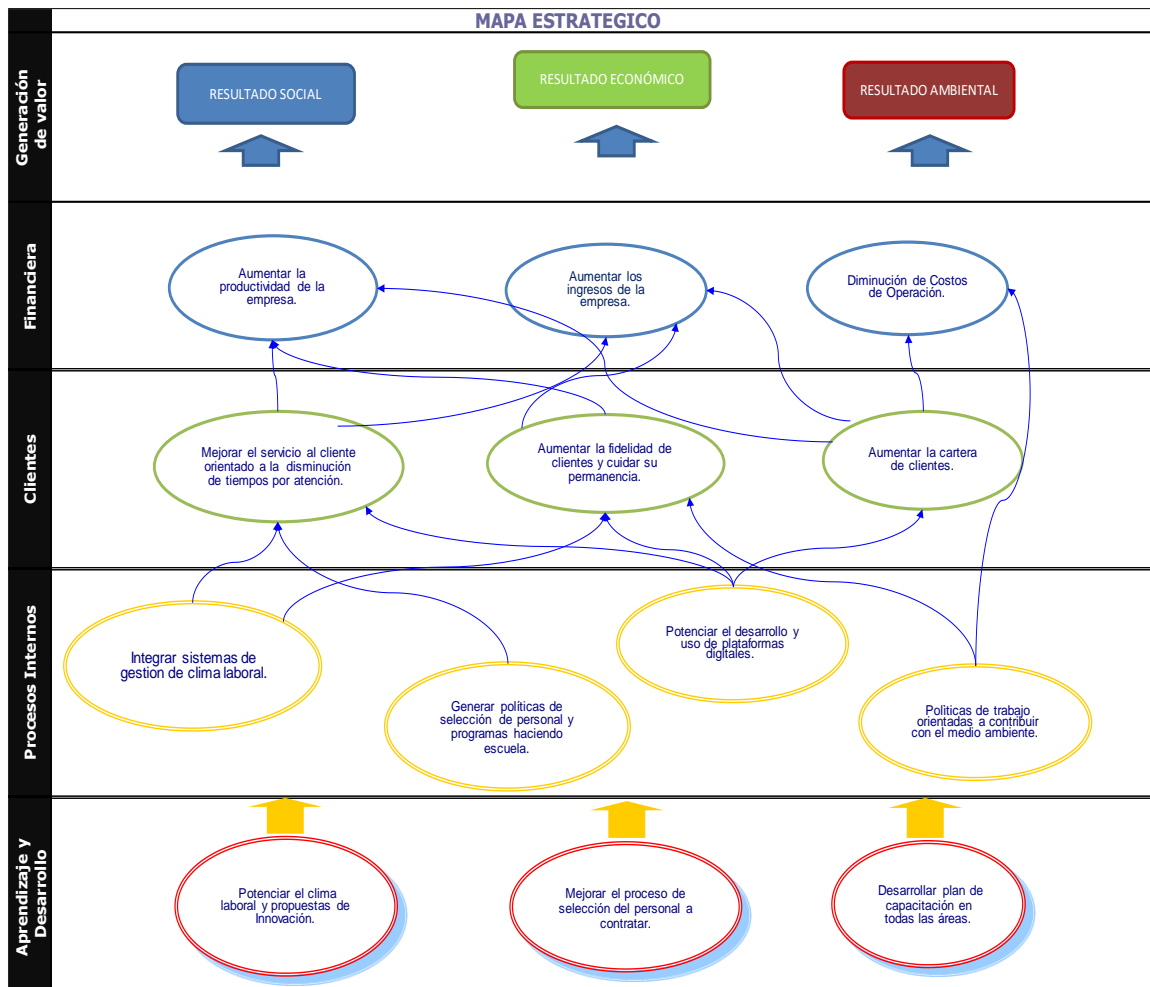 MAPA ESTRATEGICO
Generación
de valor
RESULTADO SOCIAL
RESULTADO ECONÓMICO
RESULTADO AMBIENTAL
Financiera
Aumentar la
productividad de la
empresa.
Aumentar los
ingresos de la
empresa.
Diminución de Costos
de Operación.
Clientes
Mejorar el servicio al cliente
orientado a la disminución
de tiempos por atención.
Aumentar la fidelidad de
clientes y cuidar su
permanencia.
Aumentar la cartera
de clientes.
Procesos Internos
Integrar sistemas de
gestion de clima laboral.
Generar políticas de
selección de personal y
programas haciendo
escuela.
Potenciar el desarrollo y
uso de plataformas
digitales.
Políticas de trabajo
orientadas a contribuir
con el medio ambiente.
Aprendizaje y
Desarrollo
Potenciar el clima
laboral y propuestas de
Innovación.
Mejorar el proceso de
selección del personal a
contratar.
Desarrollar plan de
capacitación en
todas las áreas.